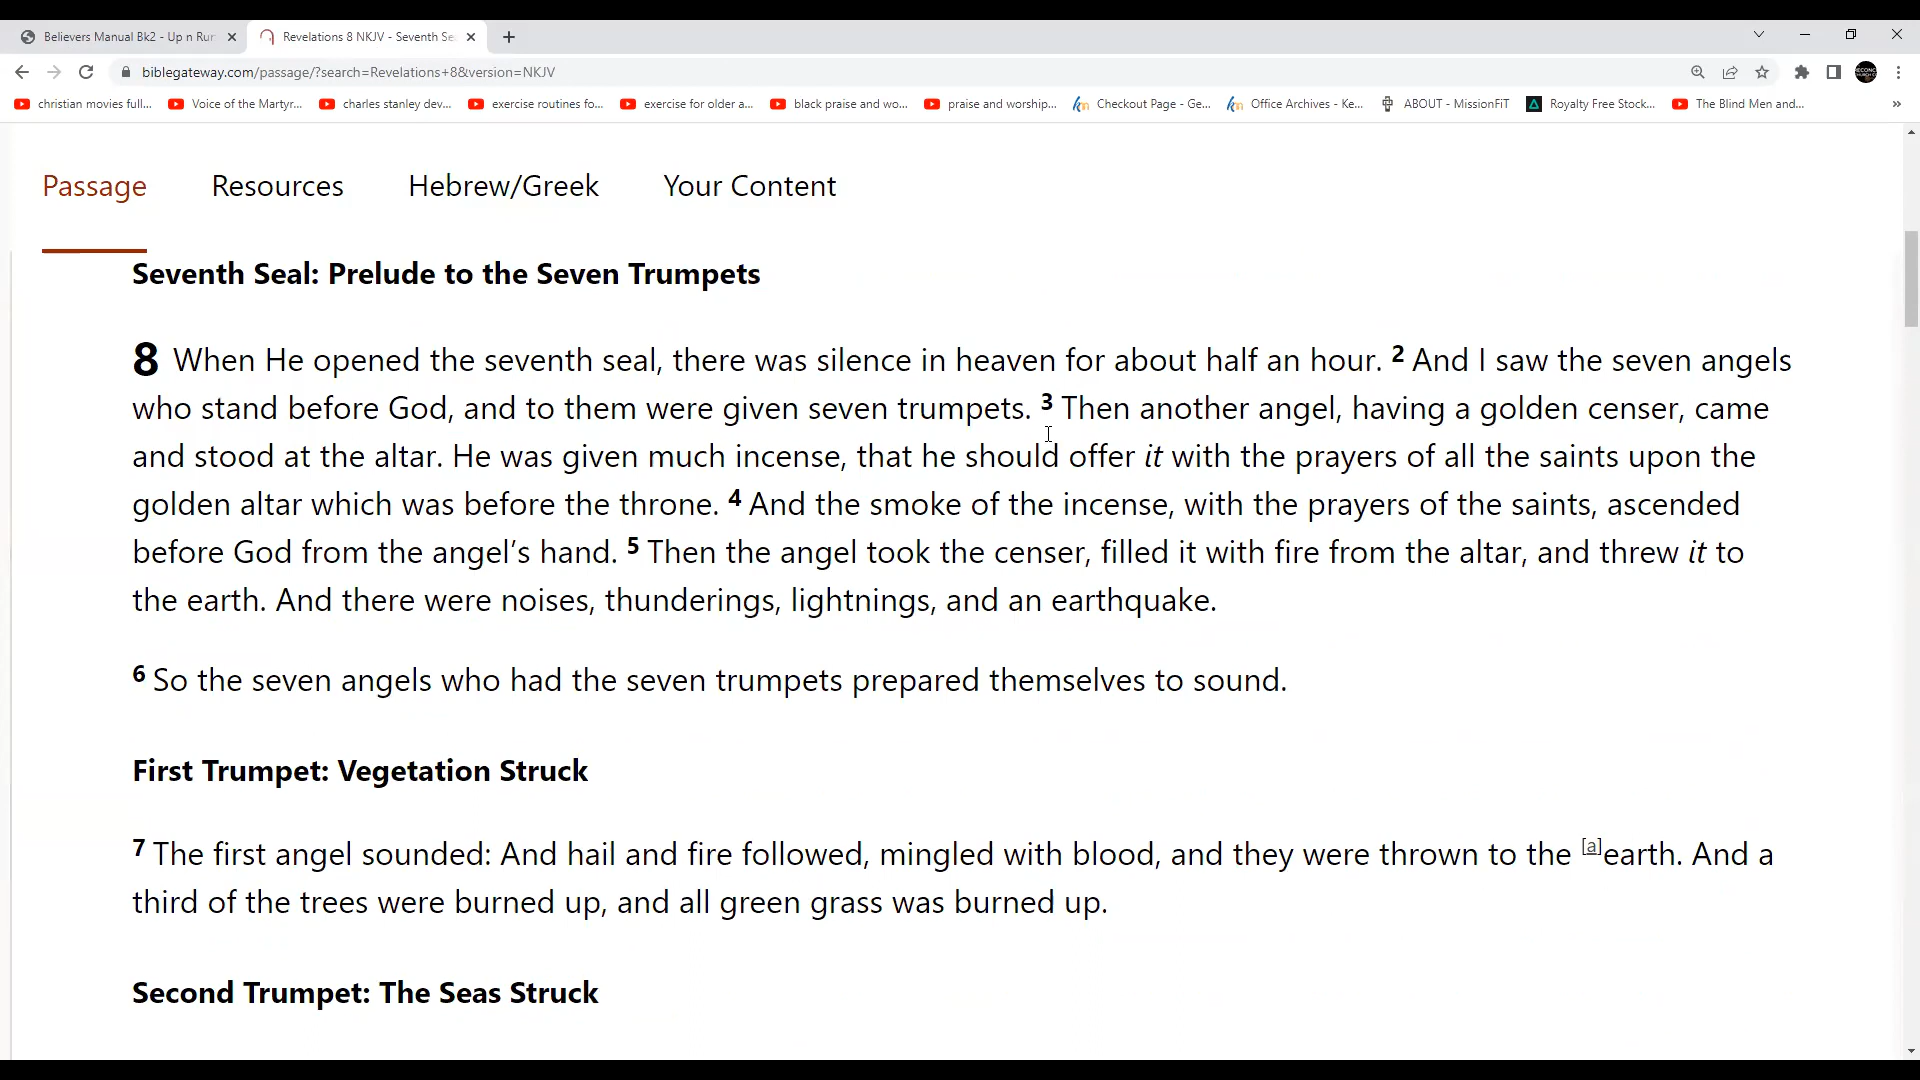 Believers Manual Bk2 - Up n Run
Revelations 8 NKJV - Seventh Se
biblegateway.com/passage/?search=Revelations+8&version=NKJV
christian movies full...
Voice of the Martyr...
charles stanley dev...
exercise routines fo...
exercise for older a...
black praise and wo...
praise and worship...
Checkout Page - Ge...
Office Archives - Ke...
ABOUT - MissionFiT
Royalty Free Stock...
The Blind Men and...
Passage
Resources
Hebrew/Greek
Your Content
Seventh Seal: Prelude to the Seven Trumpets
8 When He opened the seventh seal, there was silence in heaven for about half an hour. 2 And I saw the seven angels
who stand before God, and to them were given seven trumpets. 3 Then another angel, having a golden censer, came
and stood at the altar. He was given much incense, that he should offer it with the prayers of all the saints upon the
golden altar which was before the throne. 4 And the smoke of the incense, with the prayers of the saints, ascended
before God from the angel’s hand. 5 Then the angel took the censer, filled it with fire from the altar, and threw it to
the earth. And there were noises, thunderings, lightnings, and an earthquake.
6 So the seven angels who had the seven trumpets prepared themselves to sound.
First Trumpet: Vegetation Struck
7 The first angel sounded: And hail and fire followed, mingled with blood, and they were thrown to the [a]earth. And a
third of the trees were burned up, and all green grass was burned up.
Second Trumpet: The Seas Struck